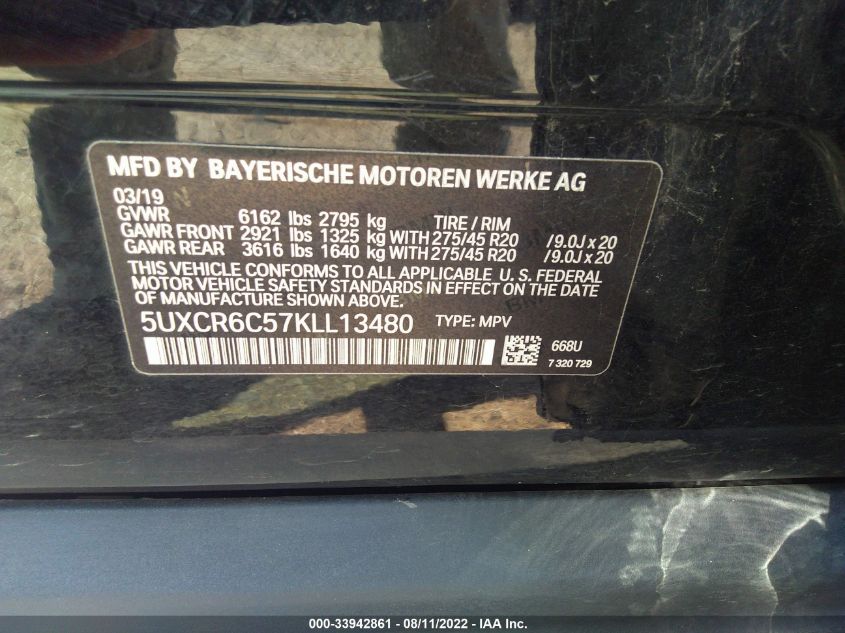 MFD BY BAYERISCHE MOTOREN WERKE AG
03/19
GVWR 6162 lbs 2795 kg TIRE / RIM
GAWR FRONT 2921 lbs 1325 kg WITH 275/45 R20 /9.0J x 20
GAWR REAR 3616 lbs 1640 kg WITH 275/45 R20 /9.0J x 20
THIS VEHICLE CONFORMS TO ALL APPLICABLE U. S. FEDERAL
MOTOR VEHICLE SAFETY STANDARDS IN EFFECT ON THE DATE
OF MANUFACTURE SHOWN ABOVE.
5UXCR6C57KLL13480 TYPE: MPV
668U
7 320 729
000-33942861 - 08/11/2022 - © IAA Inc.